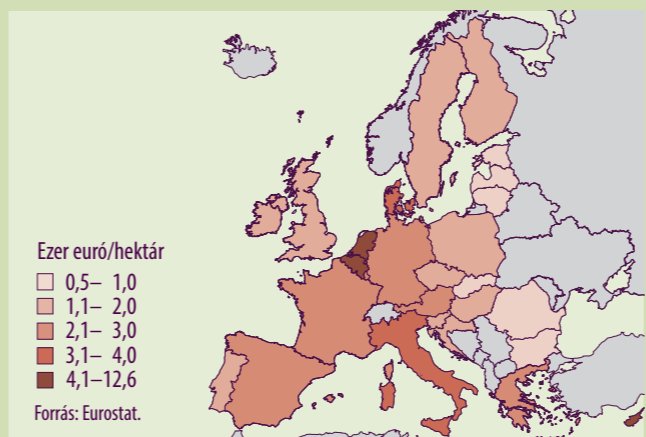 Ezer euró/hektár
0,5– 1,0
1,1– 2,0
2,1– 3,0
3,1– 4,0
4,1–12,6
Forrás: Eurostat.